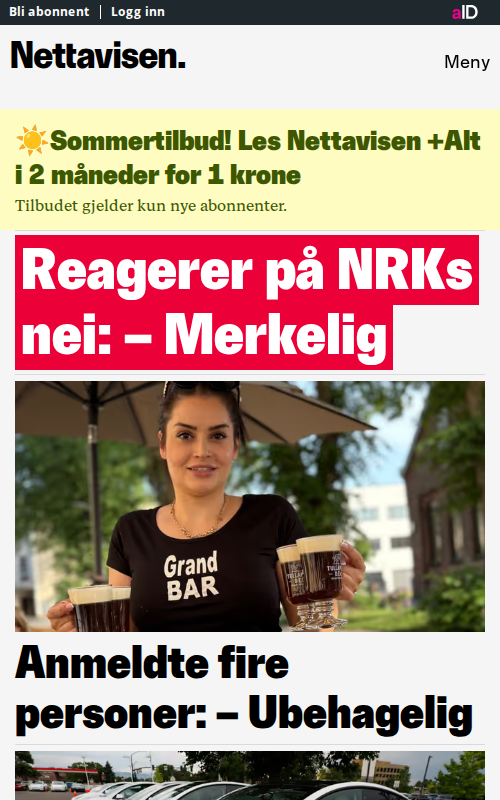 Bli abonnent | Logg inn
aID
Nettavisen.
Meny
☀️Sommertilbud! Les Nettavisen +Alt
i 2 måneder for 1 krone
Tilbudet gjelder kun nye abonnenter.
Reagerer på NRKs
nei: – Merkelig
Grand
BAR
Anmeldte fire
personer: – Ubehagelig